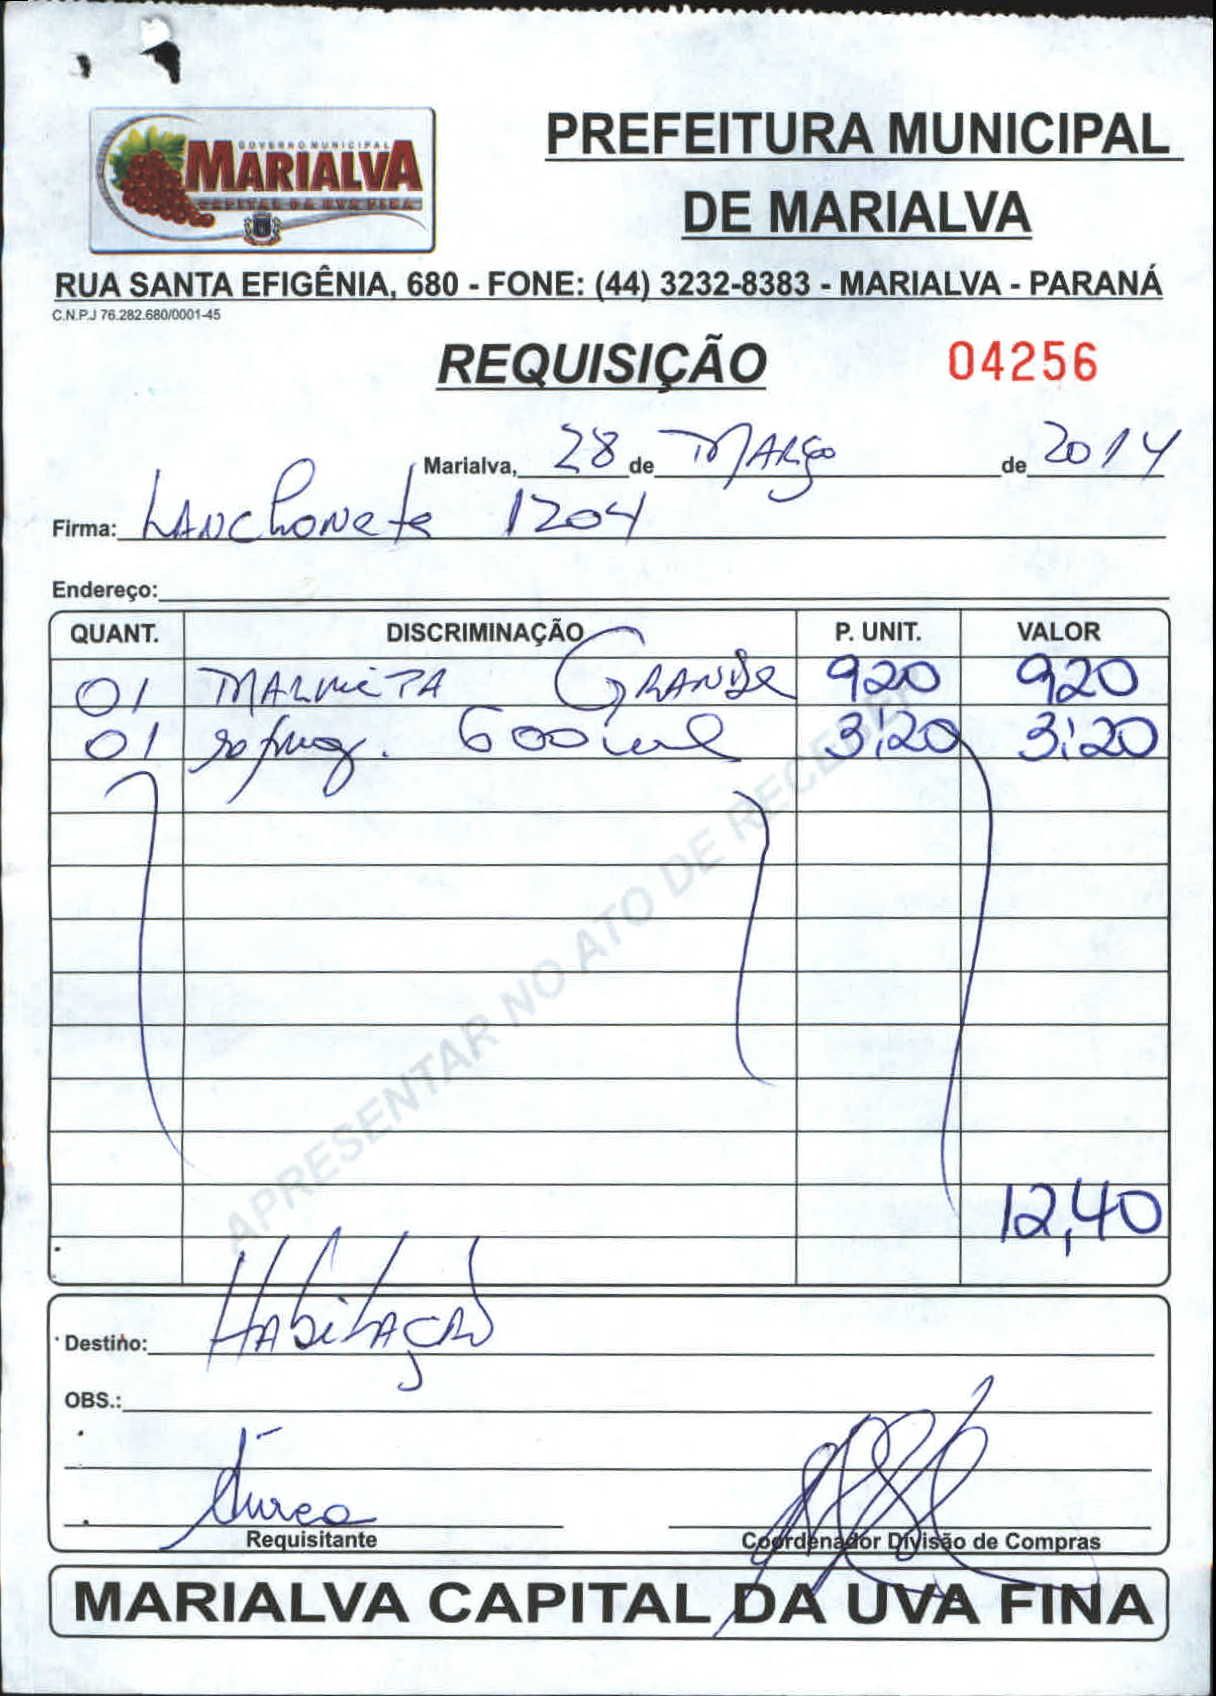 GOVERNO MUNICIPAL
MARIALVA
CAPITAL DA UVA FINA
PREFEITURA MUNICIPAL
DE MARIALVA
RUA SANTA EFIGÊNIA, 680 - FONE: (44) 3232-8383 - MARIALVA - PARANÁ
C.N.P.J 76.282.680/0001-45
REQUISIÇÃO 04256
Marialva, 28 de MARço de 2014
Firma: LANChoNete 1204
Endereço:
QUANT. DISCRIMINAÇÃO P. UNIT. VALOR
01 MARMiTA GRANDe 920 920
01 refrig. 600 ml 3,20 3,20
APRESENTAR NO ATO DE RECEBER
12,40
Destino: HABiTAÇÃO
OBS.:
Áurea
Requisitante Coordenador Divisão de Compras
MARIALVA CAPITAL DA UVA FINA